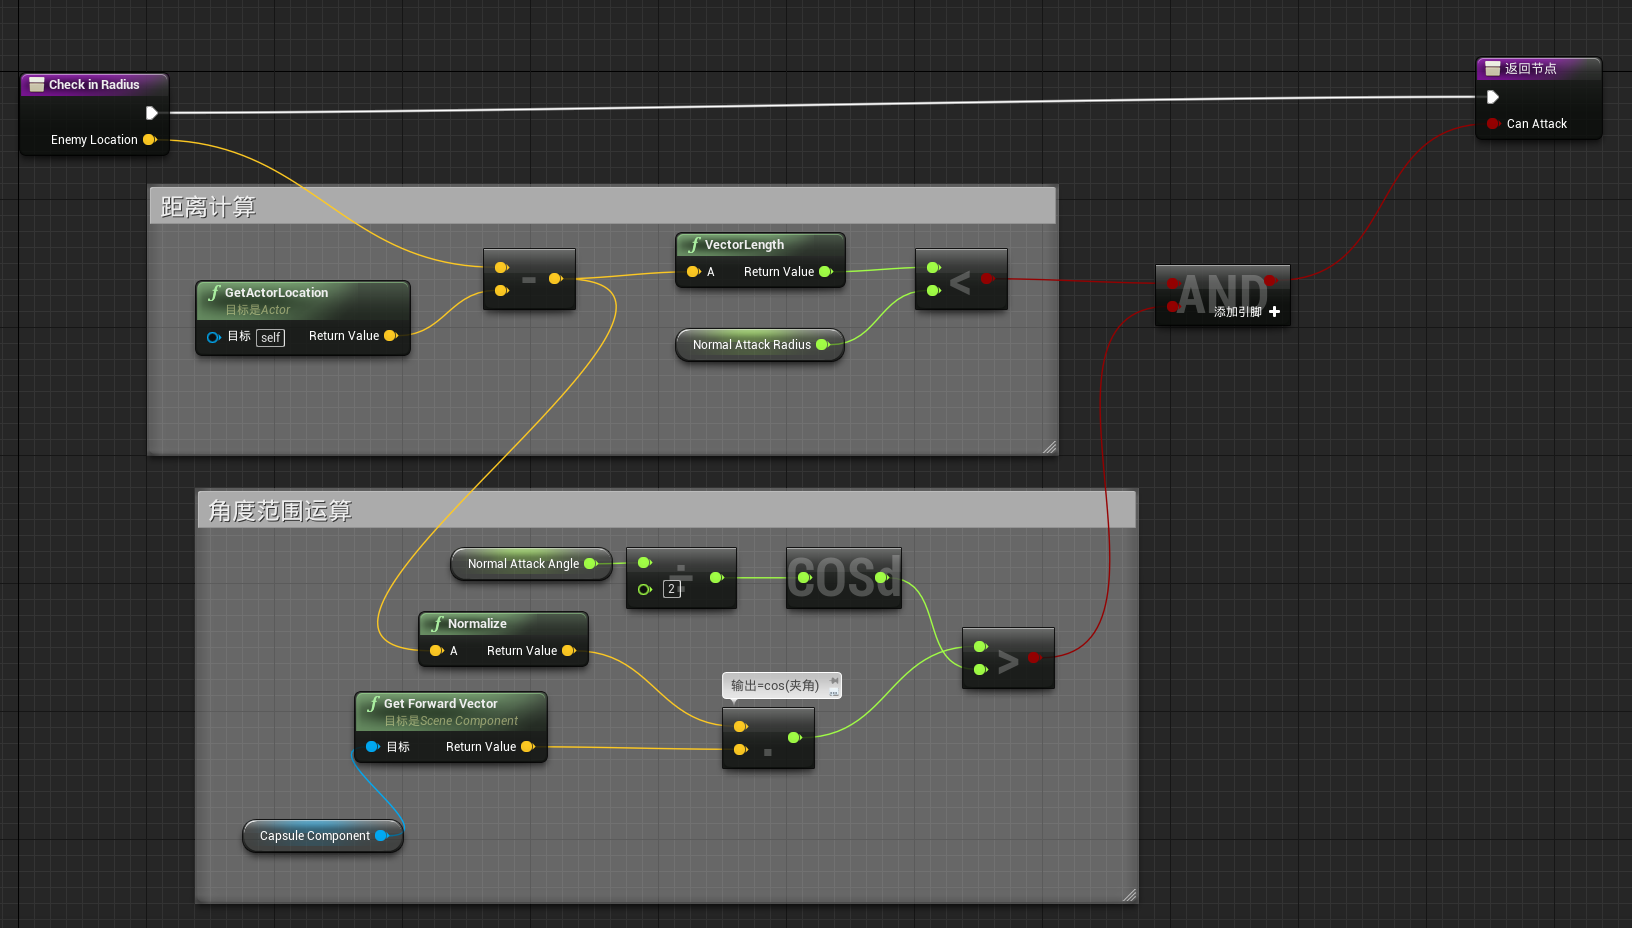 Check in Radius
Enemy Location
返回节点
Can Attack
距离计算
GetActorLocation
目标是Actor
目标 self Return Value
-
VectorLength
A Return Value
Normal Attack Radius
<
AND
添加引脚 +
角度范围运算
Normal Attack Angle
÷
2
COSd
Normalize
A Return Value
>
输出=cos(夹角)
Get Forward Vector
目标是Scene Component
目标 Return Value
.
Capsule Component